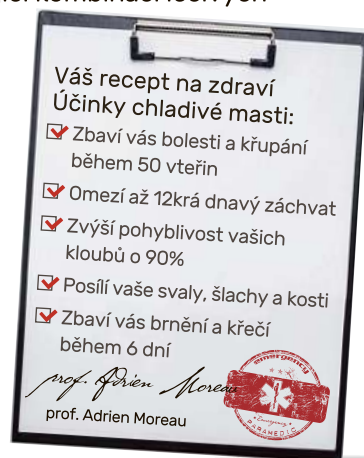 Váš recept na zdraví
Účinky chladivé masti:
Zbaví vás bolesti a křupání
během 50 vteřin
Omezí až 12krá dnavý záchvat
Zvýší pohyblivost vašich
kloubů o 90%
Posílí vaše svaly, šlachy a kosti
Zbaví vás brnění a křečí
během 6 dní
prof. Adrien Moreau
prof. Adrien Moreau
emergency
Emergency
PARAMEDIC